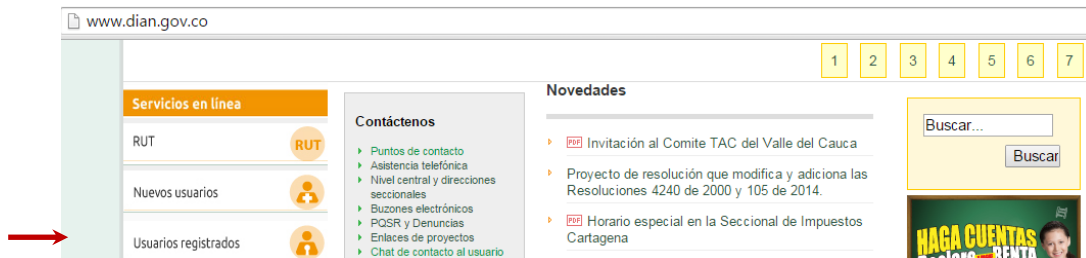 www.dian.gov.co
1 2 3 4 5 6 7
Servicios en línea
RUT
RUT
Nuevos usuarios
Usuarios registrados
Contáctenos
Puntos de contacto
Asistencia telefónica
Nivel central y direcciones
seccionales
Buzones electrónicos
PQSR y Denuncias
Enlaces de proyectos
Chat de contacto al usuario
Novedades
PDF Invitación al Comite TAC del Valle del Cauca
Proyecto de resolución que modifica y adiciona las
Resoluciones 4240 de 2000 y 105 de 2014.
PDF Horario especial en la Seccional de Impuestos
Cartagena
Buscar...
Buscar
HAGA CUENTAS
RENTA